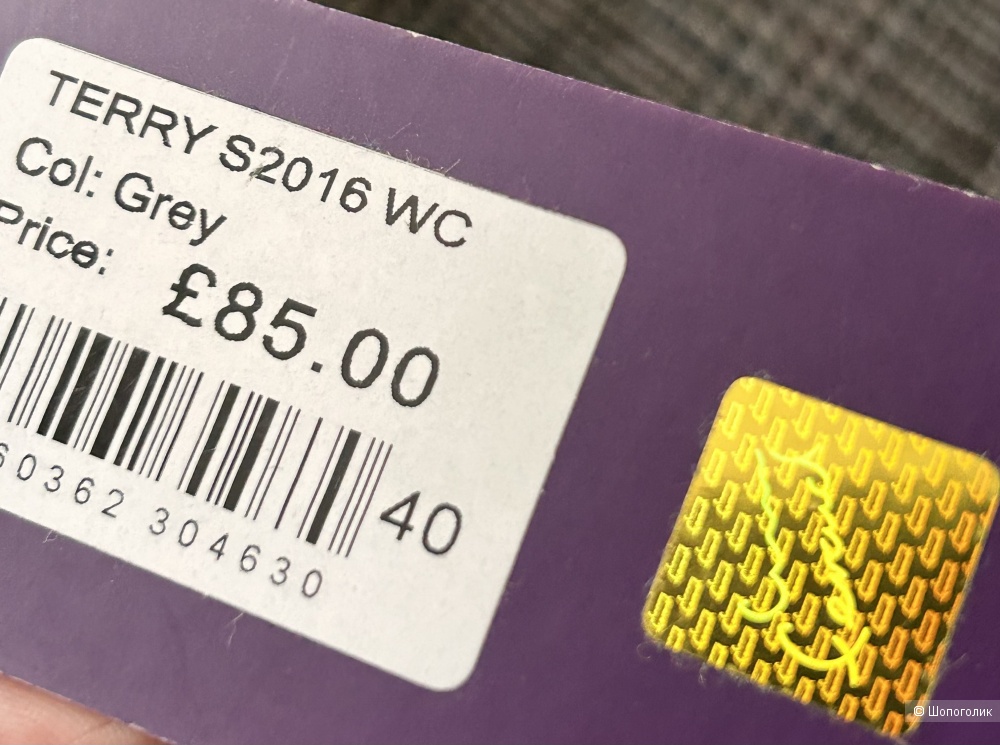 TERRY S2016 WC
Col: Grey
Price:
£85.00
40
60362 304630
© Шопоголик